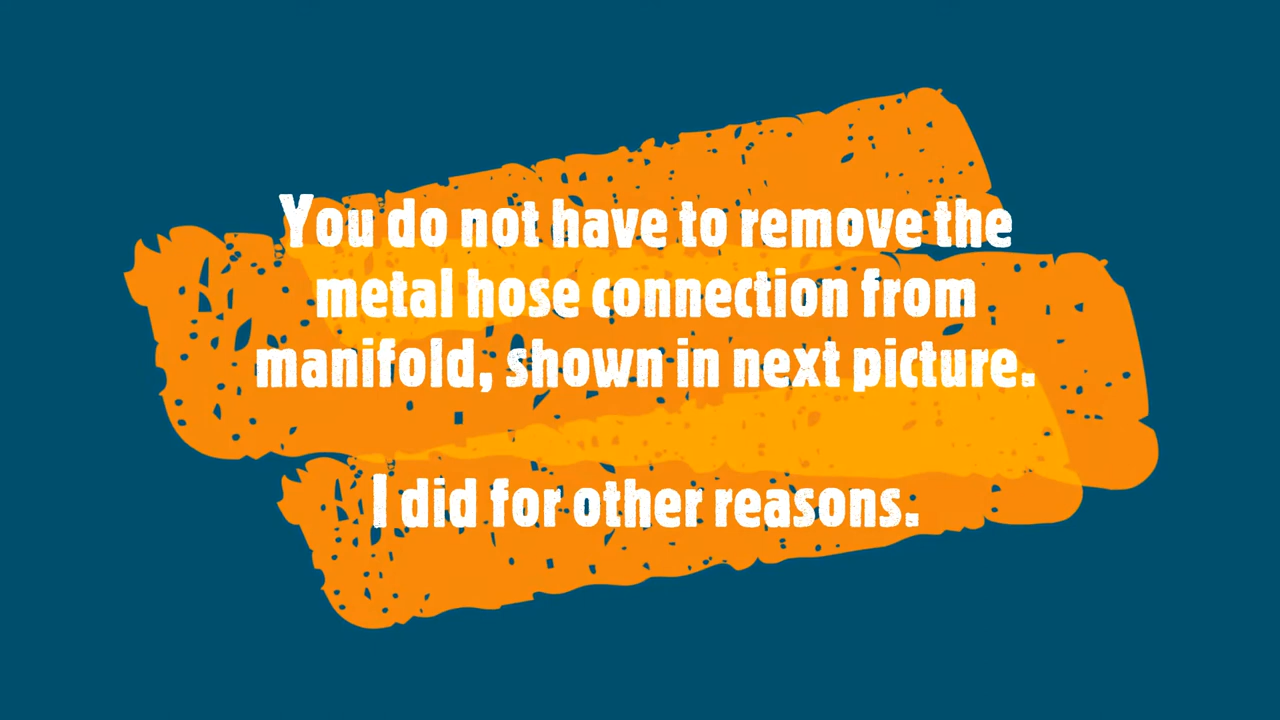 You do not have to remove the
metal hose connection from
manifold, shown in next picture.
I did for other reasons.